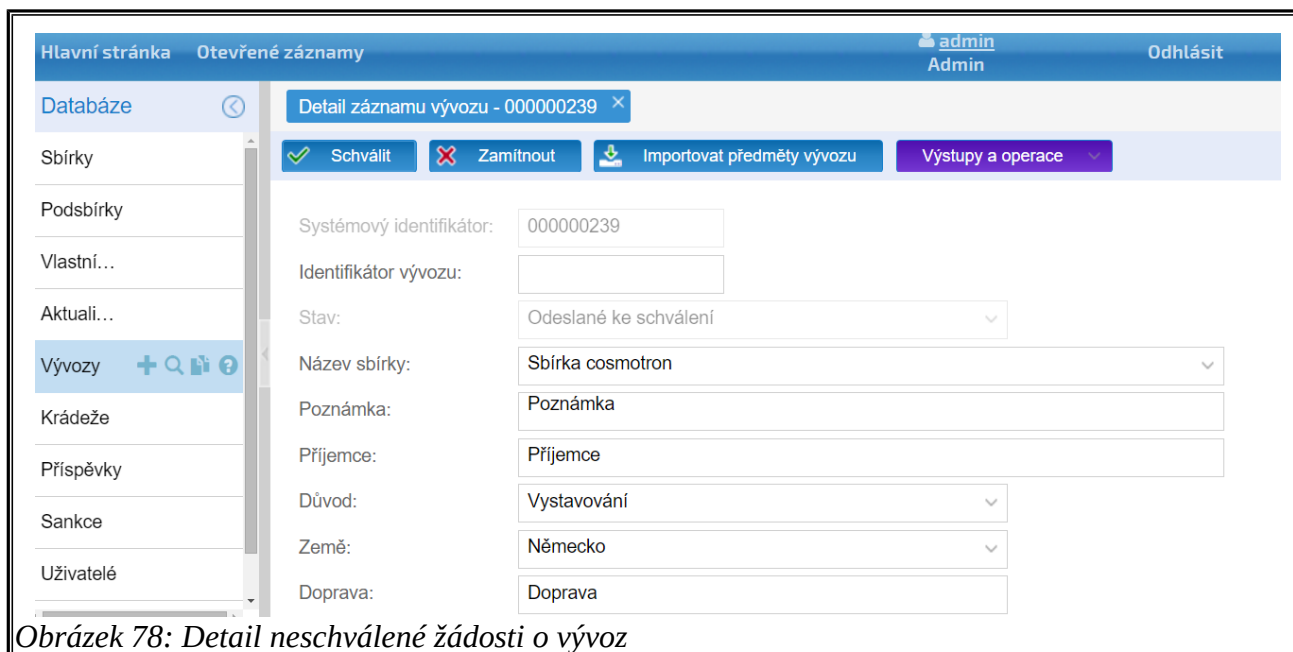 Hlavní stránka Otevřené záznamy admin Odhlásit
Admin
Databáze
Detail záznamu vývozu - 000000239 ×
Schválit Zamítnout Importovat předměty vývozu Výstupy a operace
Sbírky
Podsbírky
Vlastní…
Aktuali…
Vývozy
Krádeže
Příspěvky
Sankce
Uživatelé
Systémový identifikátor: 000000239
Identifikátor vývozu:
Stav: Odeslané ke schválení
Název sbírky: Sbírka cosmotron
Poznámka: Poznámka
Příjemce: Příjemce
Důvod: Vystavování
Země: Německo
Doprava: Doprava
Obrázek 78: Detail neschválené žádosti o vývoz